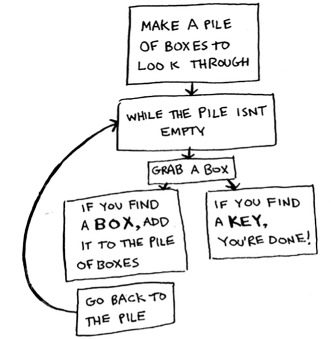 MAKE A PILE
OF BOXES TO
LOOK THROUGH
WHILE THE PILE ISNT
EMPTY
GRAB A BOX
IF YOU FIND
A BOX, ADD
IT TO THE PILE
OF BOXES
IF YOU FIND
A KEY,
YOU'RE DONE!
GO BACK TO
THE PILE